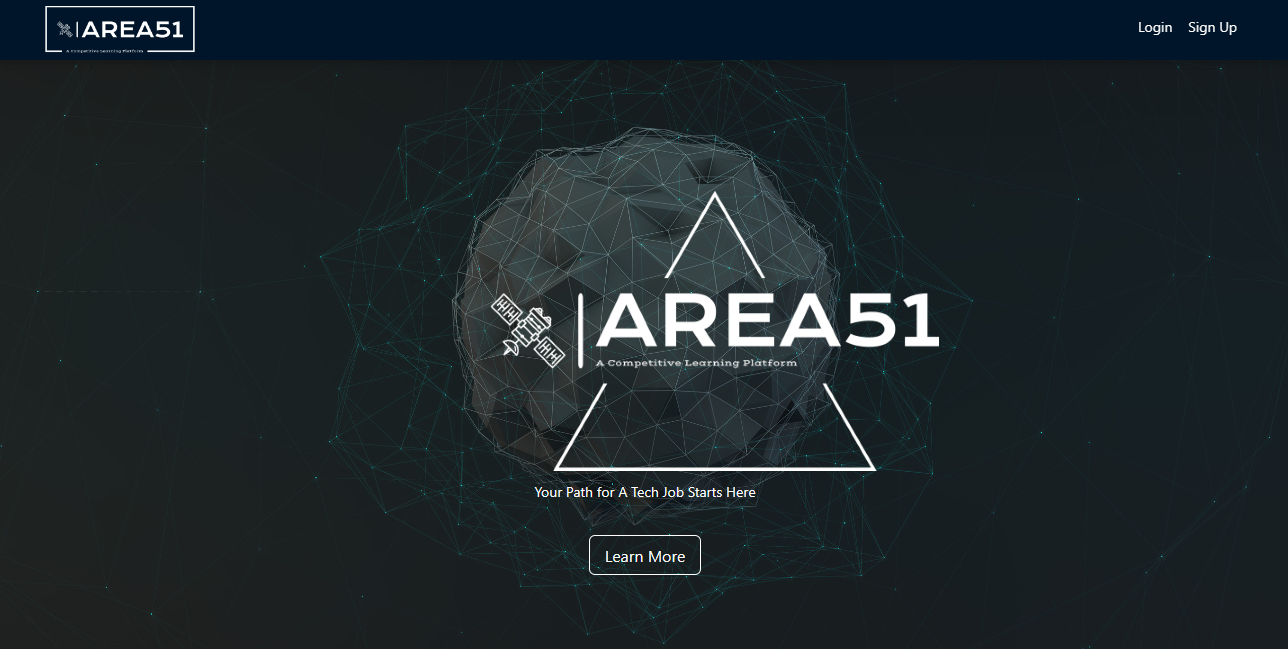 AREA51
A Competitive Learning Platform
Login Sign Up
AREA51
A Competitive Learning Platform
Your Path for A Tech Job Starts Here
Learn More